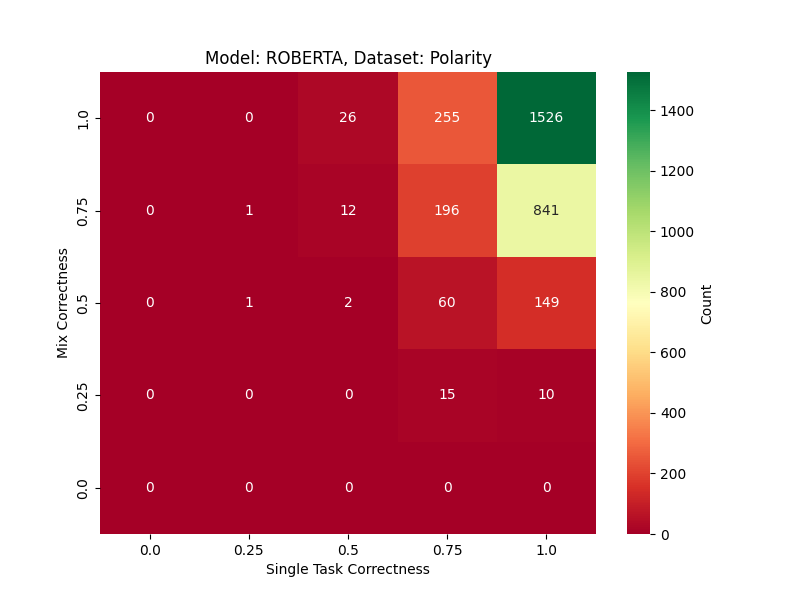 Model: ROBERTA, Dataset: Polarity
Mix Correctness
1.0 0 0 26 255 1526
0.75 0 1 12 196 841
0.5 0 1 2 60 149
0.25 0 0 0 15 10
0.0 0 0 0 0 0
0.0 0.25 0.5 0.75 1.0
Single Task Correctness
1400
1200
1000
800
600
400
200
0
Count